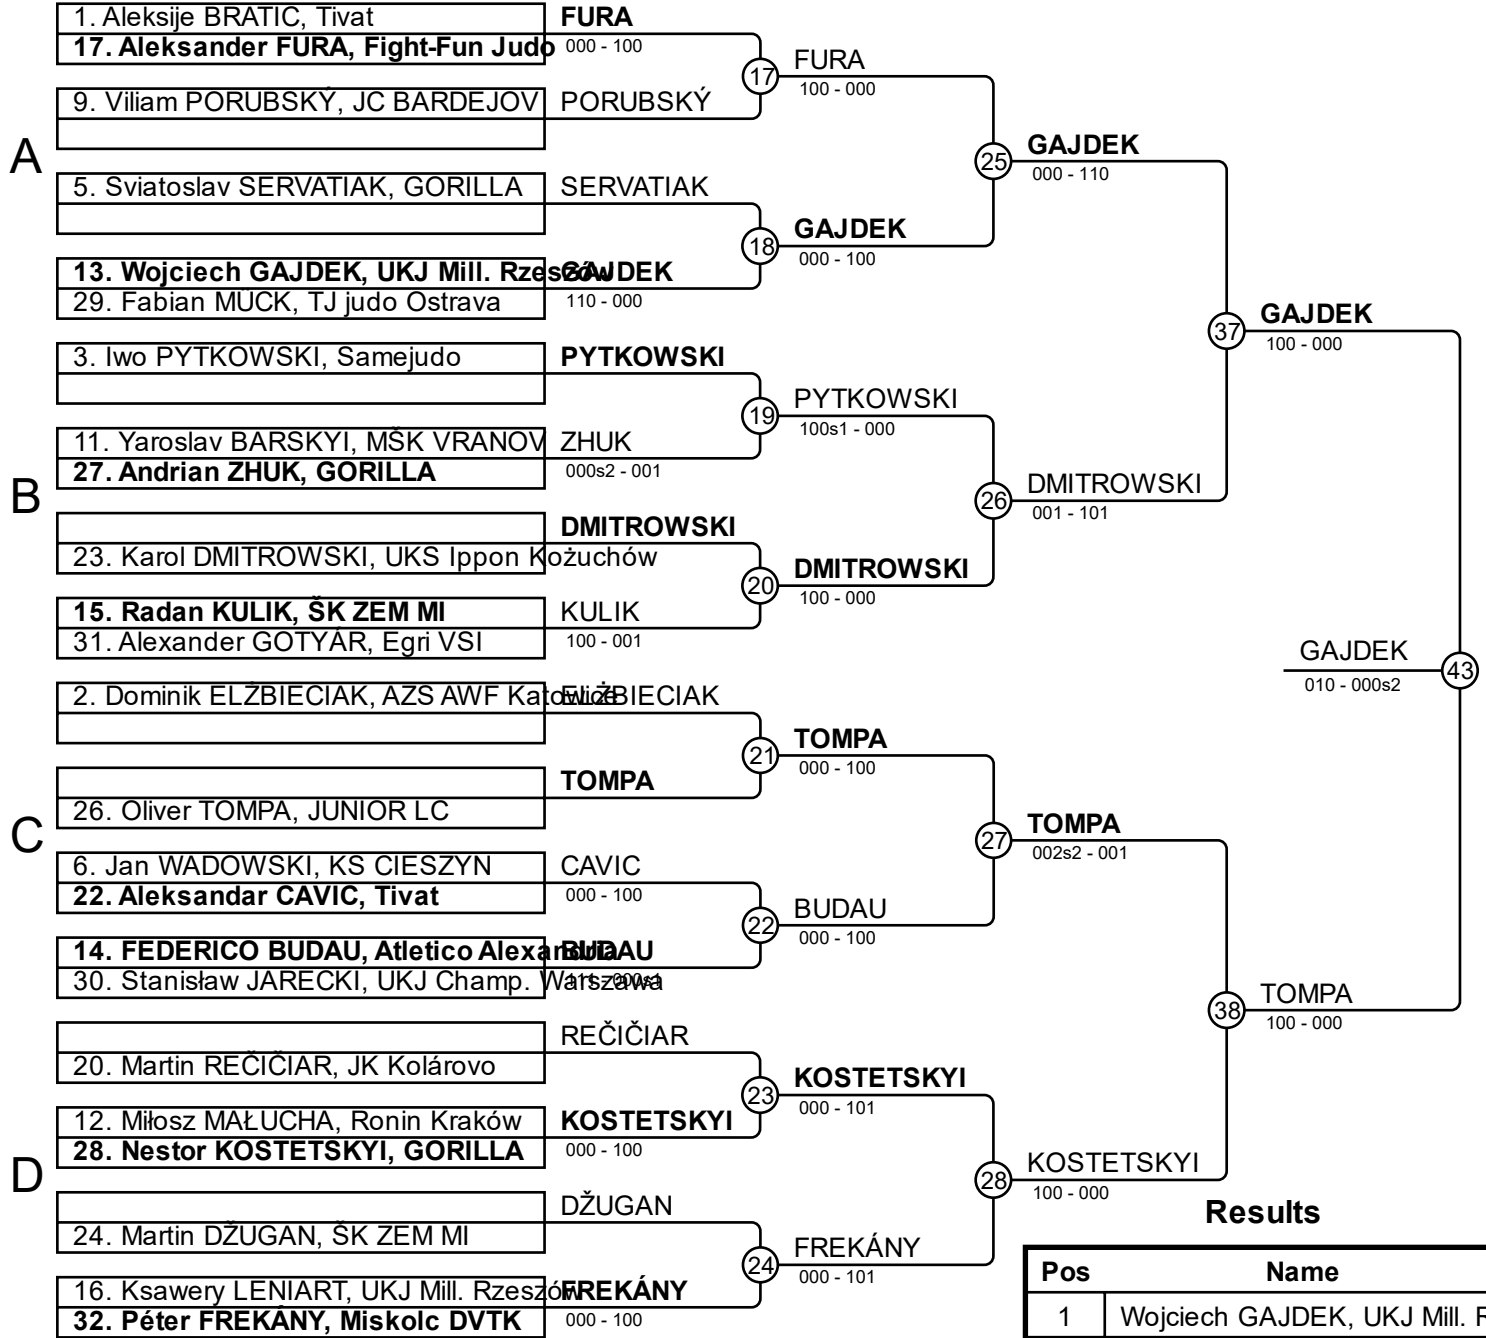 1. Aleksije BRATIC, Tivat
17. Aleksander FURA, Fight-Fun Judo
FURA
000 - 100
9. Viliam PORUBSKÝ, JC BARDEJOV
PORUBSKÝ
17
FURA
100 - 000
A
5. Sviatoslav SERVATIAK, GORILLA
SERVATIAK
13. Wojciech GAJDEK, UKJ Mill. Rzeszów
29. Fabian MÜCK, TJ judo Ostrava
GAJDEK
110 - 000
18
GAJDEK
000 - 100
25
GAJDEK
000 - 110
3. Iwo PYTKOWSKI, Samejudo
PYTKOWSKI
11. Yaroslav BARSKYI, MŠK VRANOV
27. Andrian ZHUK, GORILLA
ZHUK
000s2 - 001
19
PYTKOWSKI
100s1 - 000
B
23. Karol DMITROWSKI, UKS Ippon Kożuchów
DMITROWSKI
15. Radan KULIK, ŠK ZEM MI
31. Alexander GOTYÁR, Egri VSI
KULIK
100 - 001
20
DMITROWSKI
100 - 000
26
DMITROWSKI
001 - 101
37
GAJDEK
100 - 000
2. Dominik ELŻBIECIAK, AZS AWF Katowice
ELŻBIECIAK
26. Oliver TOMPA, JUNIOR LC
TOMPA
21
TOMPA
000 - 100
C
6. Jan WADOWSKI, KS CIESZYN
22. Aleksandar CAVIC, Tivat
CAVIC
000 - 100
14. FEDERICO BUDAU, Atletico Alexandria
30. Stanisław JARECKI, UKJ Champ. Warszawa
BUDAU
22
BUDAU
000 - 100
27
TOMPA
002s2 - 001
20. Martin REČIČIAR, JK Kolárovo
REČIČIAR
12. Miłosz MAŁUCHA, Ronin Kraków
28. Nestor KOSTETSKYI, GORILLA
KOSTETSKYI
000 - 100
23
KOSTETSKYI
000 - 101
D
24. Martin DŽUGAN, ŠK ZEM MI
DŽUGAN
16. Ksawery LENIART, UKJ Mill. Rzeszów
32. Péter FREKÁNY, Miskolc DVTK
FREKÁNY
000 - 100
24
FREKÁNY
000 - 101
28
KOSTETSKYI
100 - 000
38
TOMPA
100 - 000
GAJDEK
010 - 000s2
43
Results
Pos Name
1 Wojciech GAJDEK, UKJ Mill. R